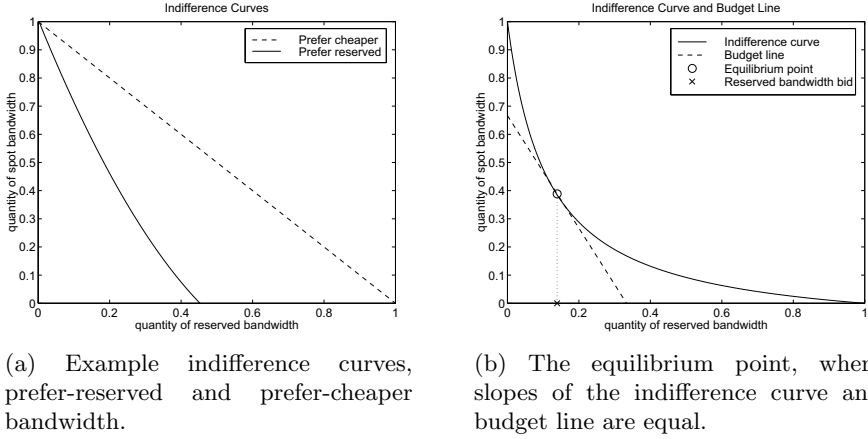 Indifference Curves
Prefer cheaper
Prefer reserved
quantity of spot bandwidth
1
0.9
0.8
0.7
0.6
0.5
0.4
0.3
0.2
0.1
0
0 0.2 0.4 0.6 0.8 1
quantity of reserved bandwidth
(a) Example indifference curves,
prefer-reserved and prefer-cheaper
bandwidth.
Indifference Curve and Budget Line
Indifference curve
Budget line
Equilibrium point
Reserved bandwidth bid
quantity of spot bandwidth
1
0.9
0.8
0.7
0.6
0.5
0.4
0.3
0.2
0.1
0
0 0.2 0.4 0.6 0.8 1
quantity of reserved bandwidth
(b) The equilibrium point, wher
slopes of the indifference curve an
budget line are equal.